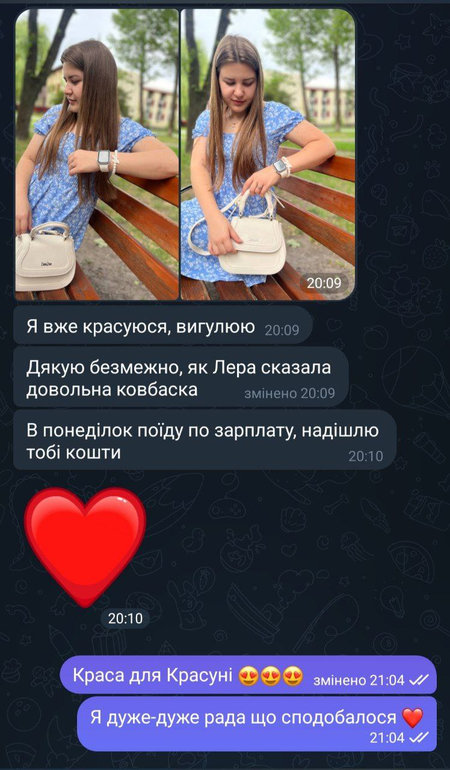 20:09
Я вже красуюся, вигулюю 20:09
Дякую безмежно, як Лера сказала
довольна ковбаска змінено 20:09
В понеділок поїду по зарплату, надішлю
тобі кошти 20:10
20:10
Краса для Красуні 😍😍😍 змінено 21:04
Я дуже-дуже рада що сподобалося ❤️
21:04